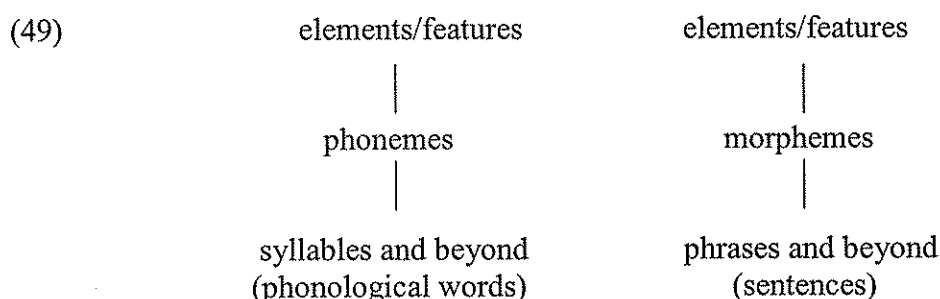 (49) elements/features elements/features
phonemes morphemes
syllables and beyond phrases and beyond
(phonological words) (sentences)